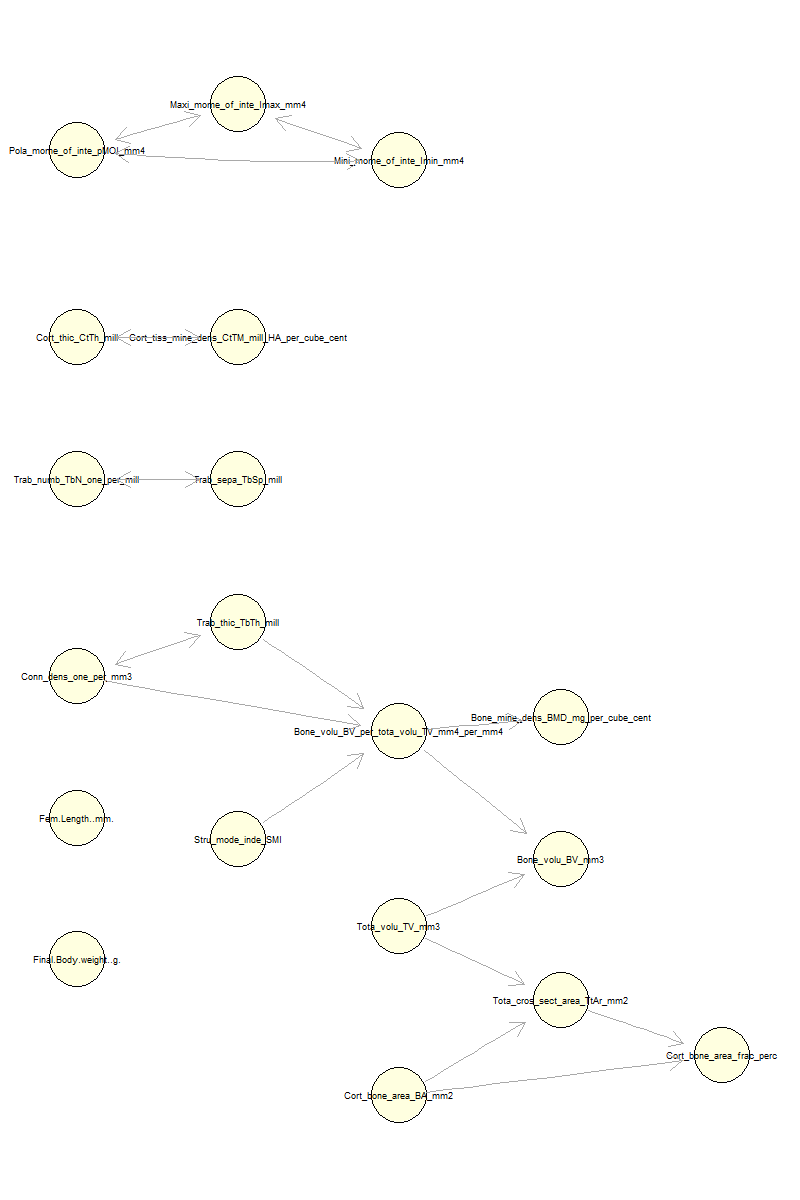 Maxi_mome_of_inte_Imax_mm4
Pola_mome_of_inte_pMOI_mm4
Mini_mome_of_inte_Imin_mm4
Cort_thic_CtTh_mill
Cort_tiss_mine_dens_CtTM_mill_HA_per_cube_cent
Trab_numb_TbN_one_per_mill
Trab_sepa_TbSp_mill
Trab_thic_TbTh_mill
Conn_dens_one_per_mm3
Bone_mine_dens_BMD_mg_per_cube_cent
Bone_volu_BV_per_tota_volu_TV_mm4_per_mm4
Fem.Length..mm.
Stru_mode_inde_SMI
Bone_volu_BV_mm3
Tota_volu_TV_mm3
Final.Body.weight..g.
Tota_cros_sect_area_TtAr_mm2
Cort_bone_area_frac_perc
Cort_bone_area_BA_mm2